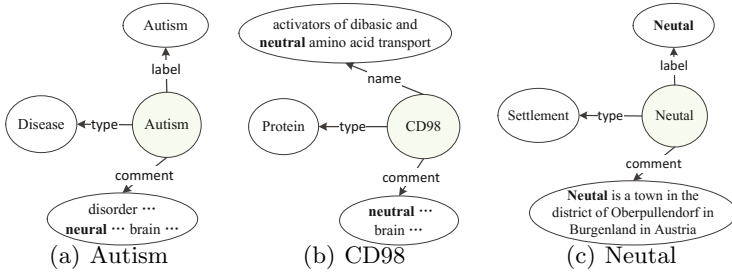 Autism
label
Disease
type
Autism
comment
disorder ···
neural ··· brain ···
(a) Autism
activators of dibasic and
neutral amino acid transport
name
Protein
type
CD98
comment
neutral ···
brain ···
(b) CD98
Neutal
label
Settlement
type
Neutal
comment
Neutal is a town in the
district of Oberpullendorf in
Burgenland in Austria
(c) Neutal